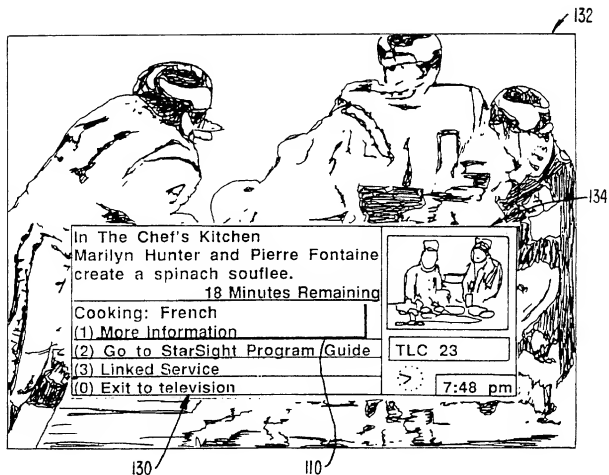 132
134
In The Chef's Kitchen
Marilyn Hunter and Pierre Fontaine
create a spinach souflee.
18 Minutes Remaining
Cooking: French
(1) More Information
(2) Go to StarSight Program Guide
(3) Linked Service
(0) Exit to television
TLC 23
7:48 pm
130
110